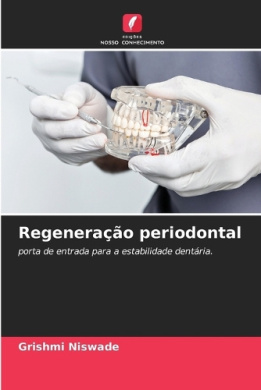 edições
NOSSO CONHECIMENTO
Regeneração periodontal
porta de entrada para a estabilidade dentária.
Grishmi Niswade